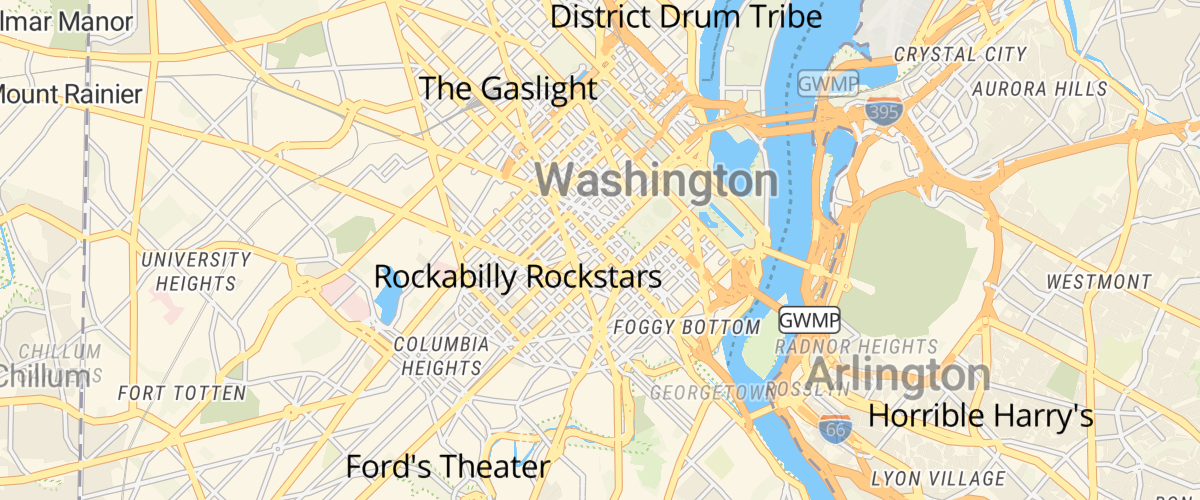 District Drum Tribe
lmar Manor
CRYSTAL CITY
GWMP
The Gaslight
Mount Rainier
AURORA HILLS
395
Washington
UNIVERSITY
HEIGHTS
Rockabilly Rockstars
WESTMONT
GWMP
FOGGY BOTTOM
COLUMBIA
HEIGHTS
RADNOR HEIGHTS
CHILLUM
Chillum
Arlington
FORT TOTTEN
GEORGETOWN
ROSSLYN
Horrible Harry's
66
Ford's Theater
LYON VILLAGE